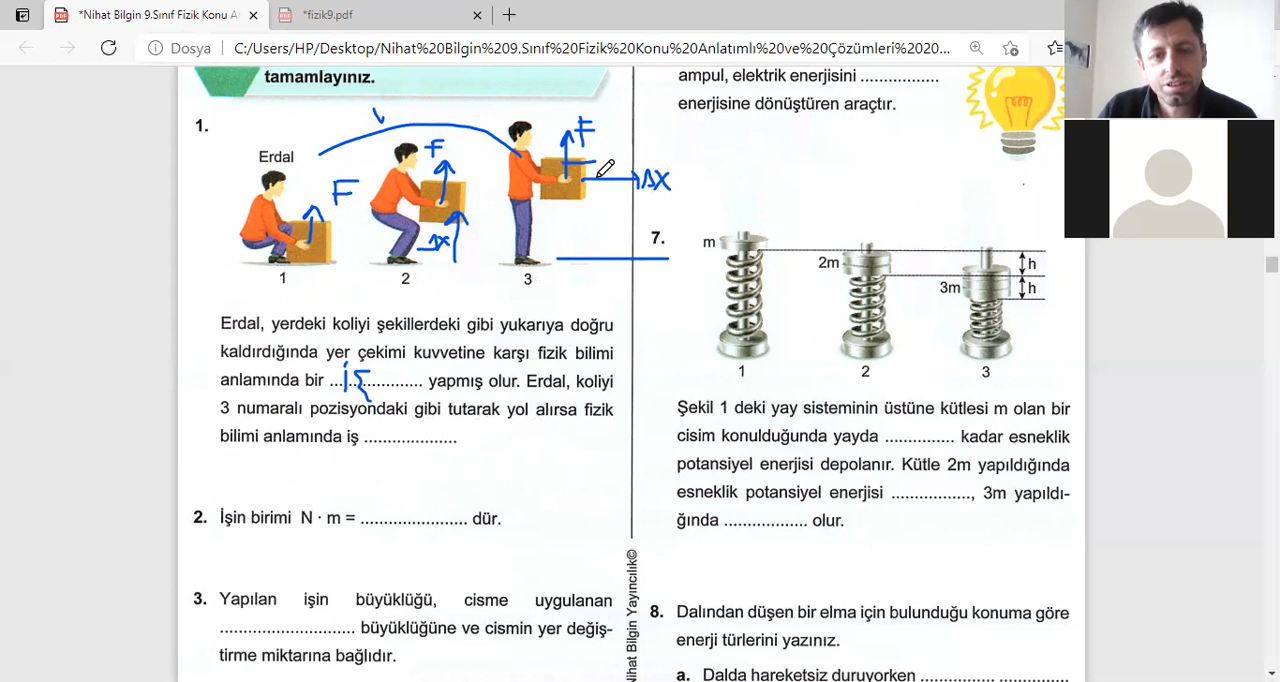 *Nihat Bilgin 9.Sınıf Fizik Konu A
*fizik9.pdf
Dosya
C:/Users/HP/Desktop/Nihat%20Bilgin%209.Sınıf%20Fizik%20Konu%20Anlatımlı%20ve%20Çözümleri%2020...
tamamlayınız.
1.
Erdal
F
F
F
Δx
Δx
1
2
3
Erdal, yerdeki koliyi şekillerdeki gibi yukarıya doğru
kaldırdığında yer çekimi kuvvetine karşı fizik bilimi
anlamında bir ...iş............ yapmış olur. Erdal, koliyi
3 numaralı pozisyondaki gibi tutarak yol alırsa fizik
bilimi anlamında iş ....................
2. İşin birimi N · m = ....................... dür.
3. Yapılan işin büyüklüğü, cisme uygulanan
............................. büyüklüğüne ve cismin yer değiş-
tirme miktarına bağlıdır.
Nihat Bilgin Yayıncılık©
ampul, elektrik enerjisini .................
enerjisine dönüştüren araçtır.
7.
m
2m
3m
h
h
1
2
3
Şekil 1 deki yay sisteminin üstüne kütlesi m olan bir
cisim konulduğunda yayda ............... kadar esneklik
potansiyel enerjisi depolanır. Kütle 2m yapıldığında
esneklik potansiyel enerjisi ................., 3m yapıldı-
ğında .................. olur.
8. Dalından düşen bir elma için bulunduğu konuma göre
enerji türlerini yazınız.
a. Dalda hareketsiz duruyorken ................ ...............